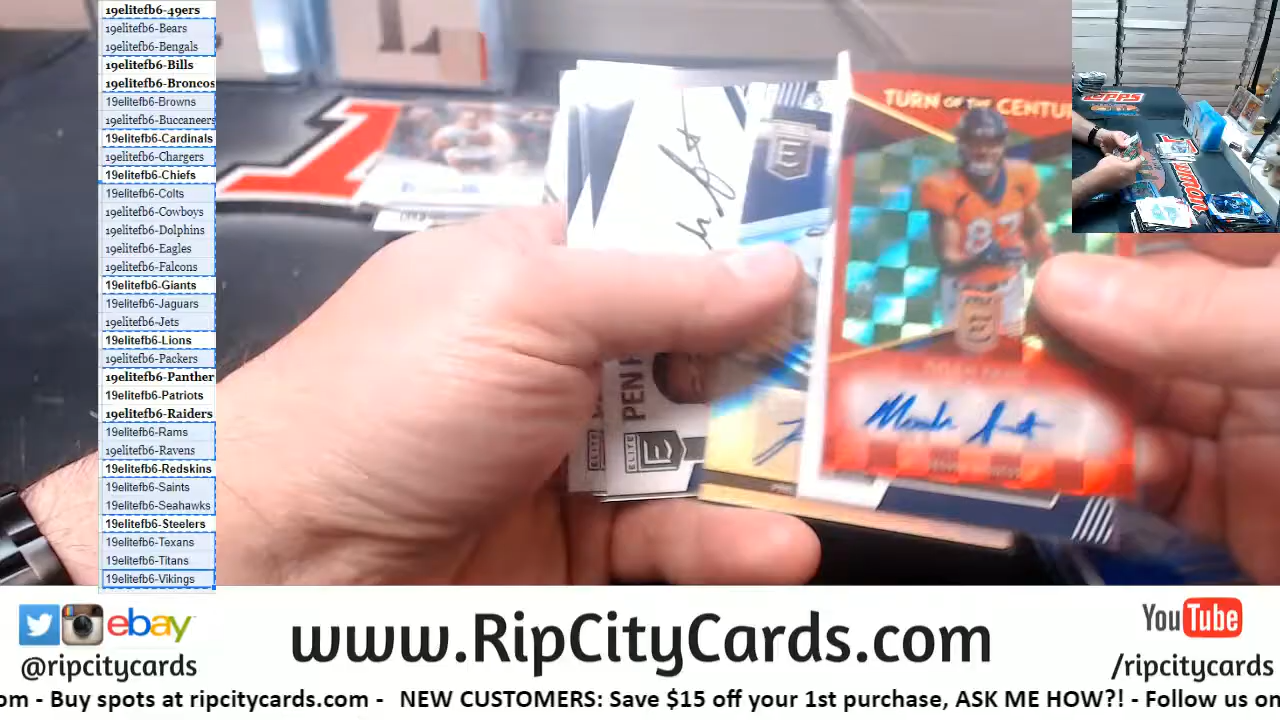 19elitefb6-49ers
19elitefb6-Bears
19elitefb6-Bengals
19elitefb6-Bills
19elitefb6-Broncos
19elitefb6-Browns
19elitefb6-Buccaneers
19elitefb6-Cardinals
19elitefb6-Chargers
19elitefb6-Chiefs
19elitefb6-Colts
19elitefb6-Cowboys
19elitefb6-Dolphins
19elitefb6-Eagles
19elitefb6-Falcons
19elitefb6-Giants
19elitefb6-Jaguars
19elitefb6-Jets
19elitefb6-Lions
19elitefb6-Packers
19elitefb6-Panther
19elitefb6-Patriots
19elitefb6-Raiders
19elitefb6-Rams
19elitefb6-Ravens
19elitefb6-Redskins
19elitefb6-Saints
19elitefb6-Seahawks
19elitefb6-Steelers
19elitefb6-Texans
19elitefb6-Titans
19elitefb6-Vikings
TURN OF THE CENTU
87
PEN
ELITE
E
TOPPS
ebay
@ripcitycards
www.RipCityCards.com
YouTube
/ripcitycards
om - Buy spots at ripcitycards.com - NEW CUSTOMERS: Save $15 off your 1st purchase, ASK ME HOW?! - Follow us on